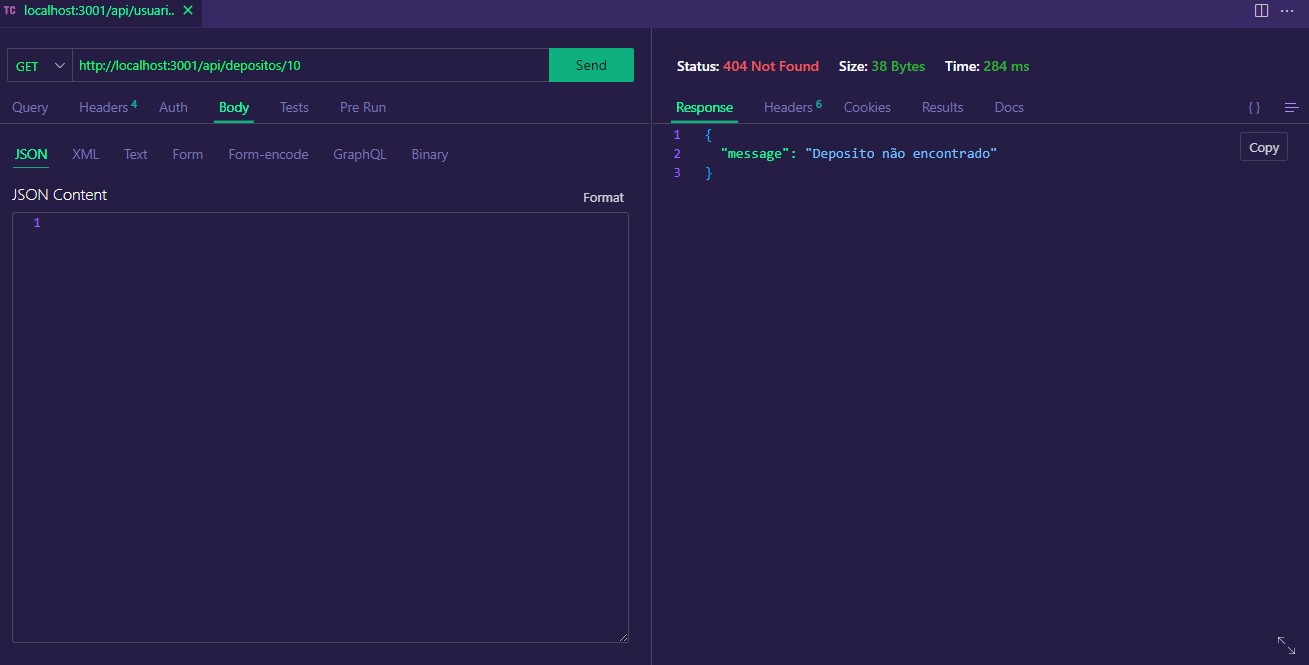 TC localhost:3001/api/usuari..
GET http://localhost:3001/api/depositos/10 Send
Query Headers 4 Auth Body Tests Pre Run
JSON XML Text Form Form-encode GraphQL Binary
JSON Content Format
1
Status: 404 Not Found Size: 38 Bytes Time: 284 ms
Response Headers 6 Cookies Results Docs { }
1 {
2 "message": "Deposito não encontrado"
3 }
Copy